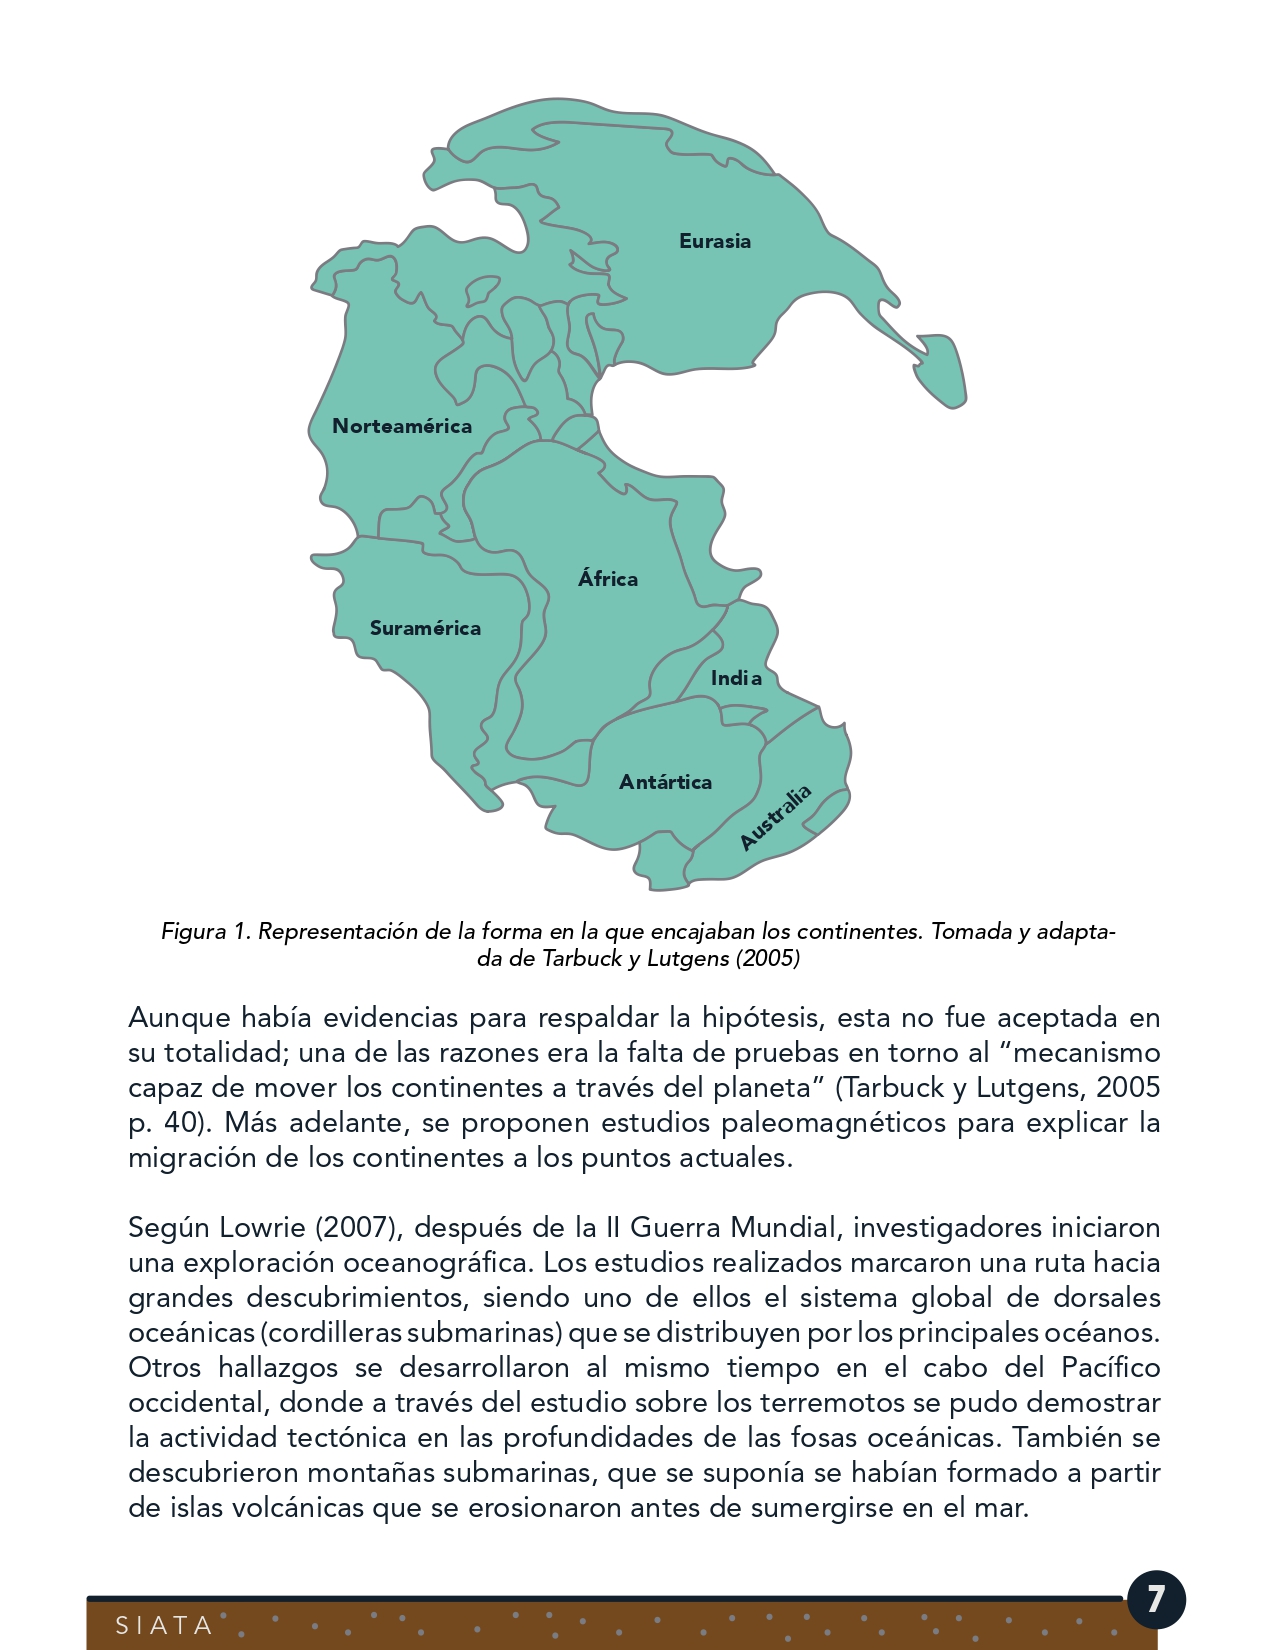 Eurasia
Norteamérica
África
Suramérica
India
Antártica
Australia
Figura 1. Representación de la forma en la que encajaban los continentes. Tomada y adapta-
da de Tarbuck y Lutgens (2005)
Aunque había evidencias para respaldar la hipótesis, esta no fue aceptada en
su totalidad; una de las razones era la falta de pruebas en torno al “mecanismo
capaz de mover los continentes a través del planeta” (Tarbuck y Lutgens, 2005
p. 40). Más adelante, se proponen estudios paleomagnéticos para explicar la
migración de los continentes a los puntos actuales.
Según Lowrie (2007), después de la II Guerra Mundial, investigadores iniciaron
una exploración oceanográfica. Los estudios realizados marcaron una ruta hacia
grandes descubrimientos, siendo uno de ellos el sistema global de dorsales
oceánicas (cordilleras submarinas) que se distribuyen por los principales océanos.
Otros hallazgos se desarrollaron al mismo tiempo en el cabo del Pacífico
occidental, donde a través del estudio sobre los terremotos se pudo demostrar
la actividad tectónica en las profundidades de las fosas oceánicas. También se
descubrieron montañas submarinas, que se suponía se habían formado a partir
de islas volcánicas que se erosionaron antes de sumergirse en el mar.
7
SIATA